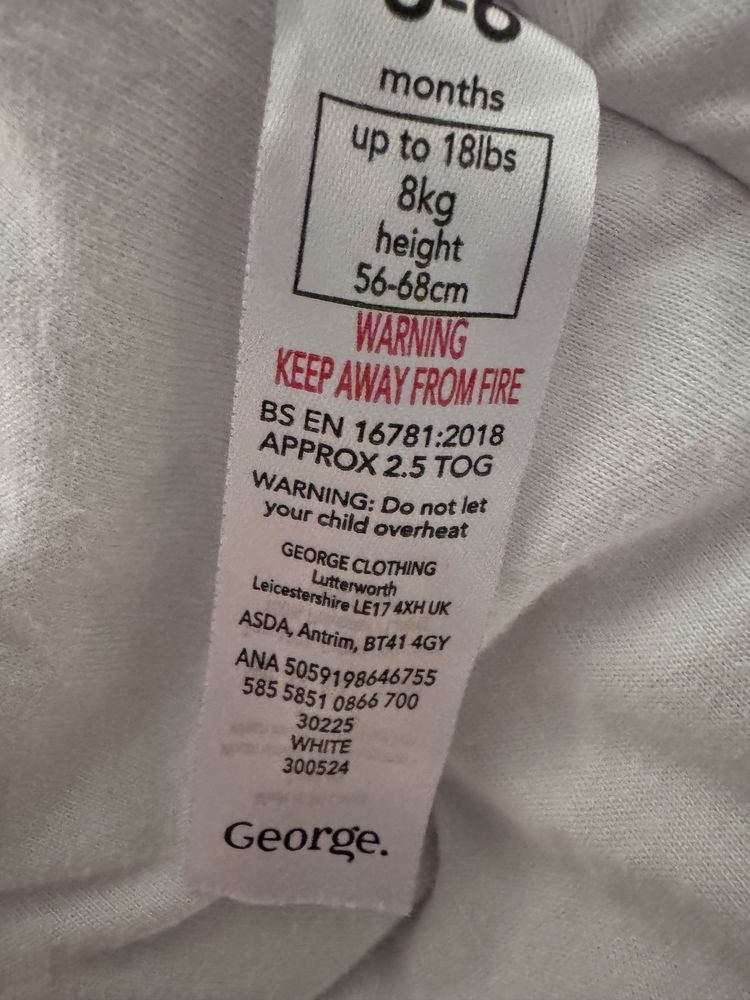 months
up to 18lbs
8kg
height
56-68cm
WARNING
KEEP AWAY FROM FIRE
BS EN 16781:2018
APPROX 2.5 TOG
WARNING: Do not let
your child overheat
GEORGE CLOTHING
Lutterworth
Leicestershire LE17 4XH UK
ASDA, Antrim, BT41 4GY
ANA 5059198646755
585 5851 0866 700
30225
WHITE
300524
George.